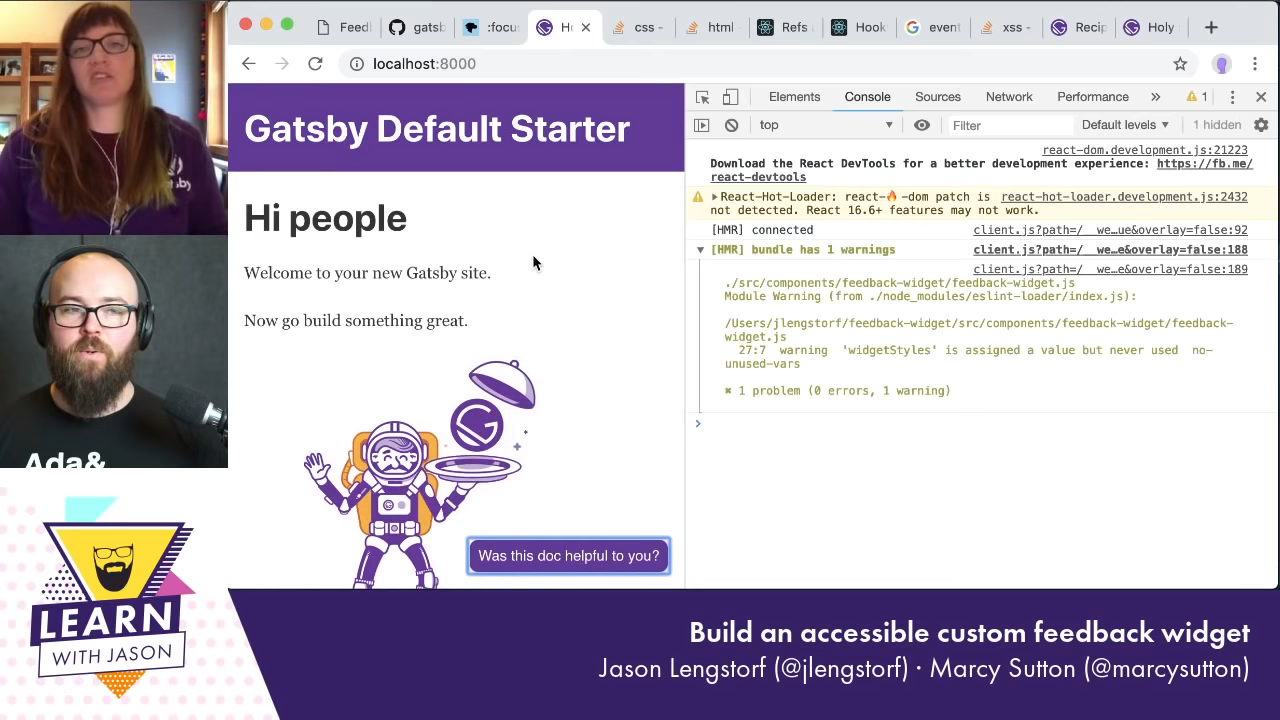 Feed
gatsb
:focus
Ho
css -
html
Refs
Hook
event
xss -
Recip
Holy
localhost:8000
Gatsby Default Starter
Hi people
Welcome to your new Gatsby site.
Now go build something great.
Was this doc helpful to you?
Elements
Console
Sources
Network
Performance
»
1
top
Filter
Default levels
1 hidden
react-dom.development.js:21223
Download the React DevTools for a better development experience: https://fb.me/
react-devtools
React-Hot-Loader: react-🔥-dom patch is react-hot-loader.development.js:2432
not detected. React 16.6+ features may not work.
[HMR] connected client.js?path=/__we…ue&overlay=false:92
[HMR] bundle has 1 warnings client.js?path=/__we…e&overlay=false:188
client.js?path=/__we…e&overlay=false:189
./src/components/feedback-widget/feedback-widget.js
Module Warning (from ./node_modules/eslint-loader/index.js):
/Users/jlengstorf/feedback-widget/src/components/feedback-widget/feedback-
widget.js
27:7 warning 'widgetStyles' is assigned a value but never used no-
unused-vars
✖ 1 problem (0 errors, 1 warning)
Ada&
LEARN
WITH JASON
Build an accessible custom feedback widget
Jason Lengstorf (@jlengstorf) · Marcy Sutton (@marcysutton)